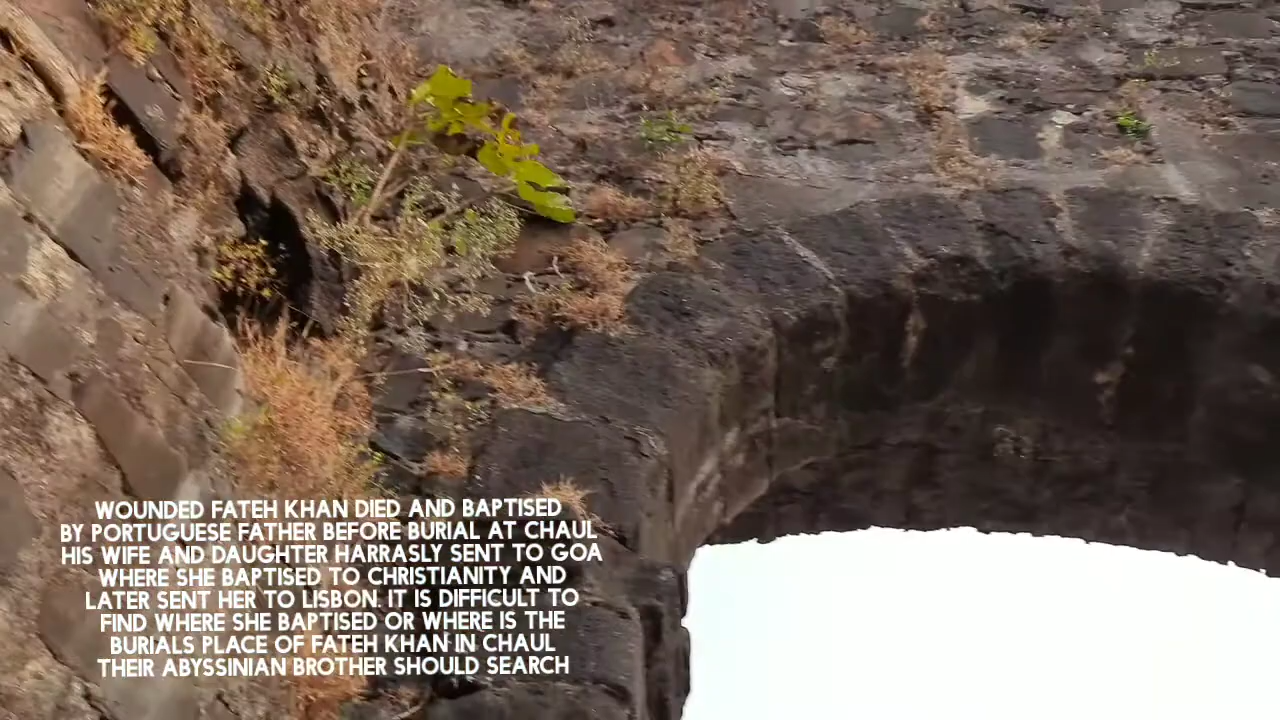 WOUNDED FATEH KHAN DIED AND BAPTISED
BY PORTUGUESE FATHER BEFORE BURIAL AT CHAUL
HIS WIFE AND DAUGHTER HARRASLY SENT TO GOA
WHERE SHE BAPTISED TO CHRISTIANITY AND
LATER SENT HER TO LISBON. IT IS DIFFICULT TO
FIND WHERE SHE BAPTISED OR WHERE IS THE
BURIALS PLACE OF FATEH KHAN IN CHAUL
THEIR ABYSSINIAN BROTHER SHOULD SEARCH